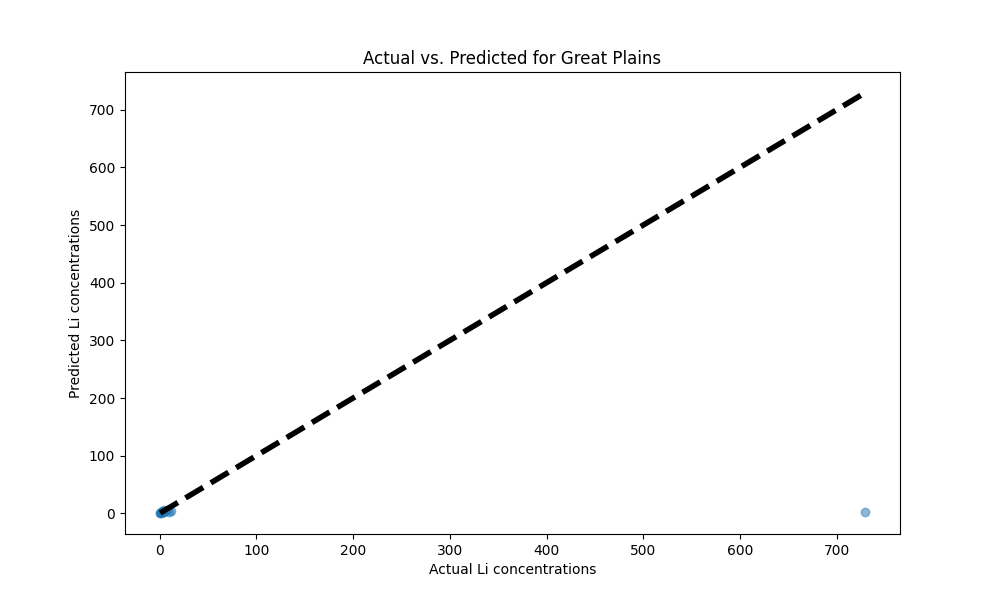 Actual vs. Predicted for Great Plains
700
600
500
400
300
200
100
0
Predicted Li concentrations
0 100 200 300 400 500 600 700
Actual Li concentrations